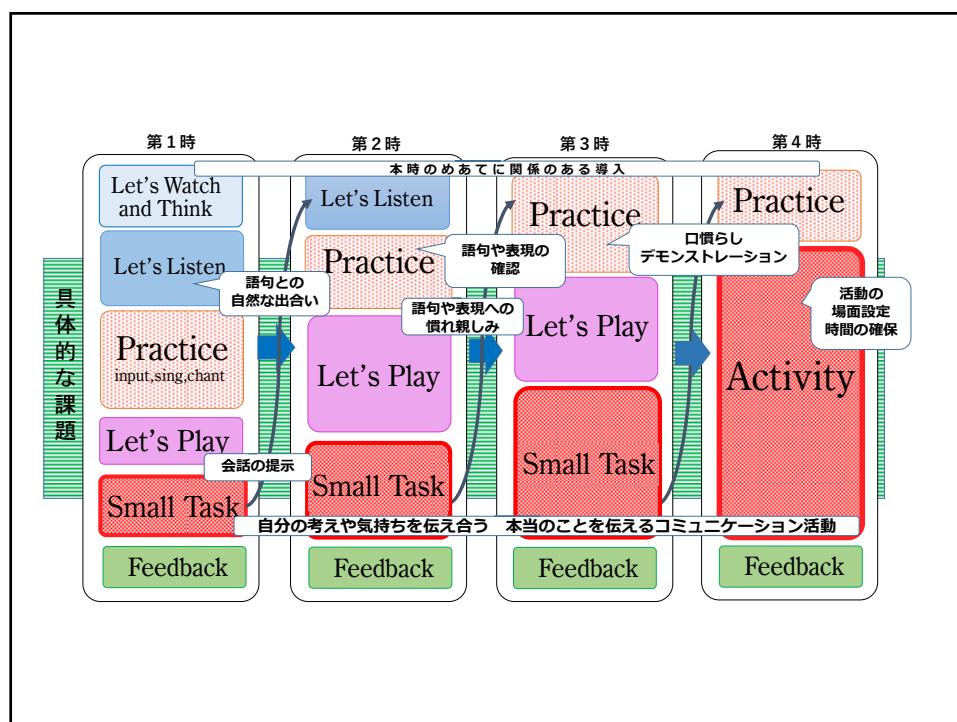 第１時
第２時
第３時
第４時
本時のめあてに関係のある導入
具体的な課題
Let's Watch
and Think
Let's Listen
語句との
自然な出合い
Practice
input,sing,chant
Let's Play
会話の提示
Small Task
Feedback
Let's Listen
Practice
語句や表現の
確認
語句や表現への
慣れ親しみ
Let's Play
Small Task
Feedback
Practice
口慣らし
デモンストレーション
Let's Play
Small Task
Feedback
Practice
活動の
場面設定
時間の確保
Activity
自分の考えや気持ちを伝え合う　本当のことを伝えるコミュニケーション活動
Feedback